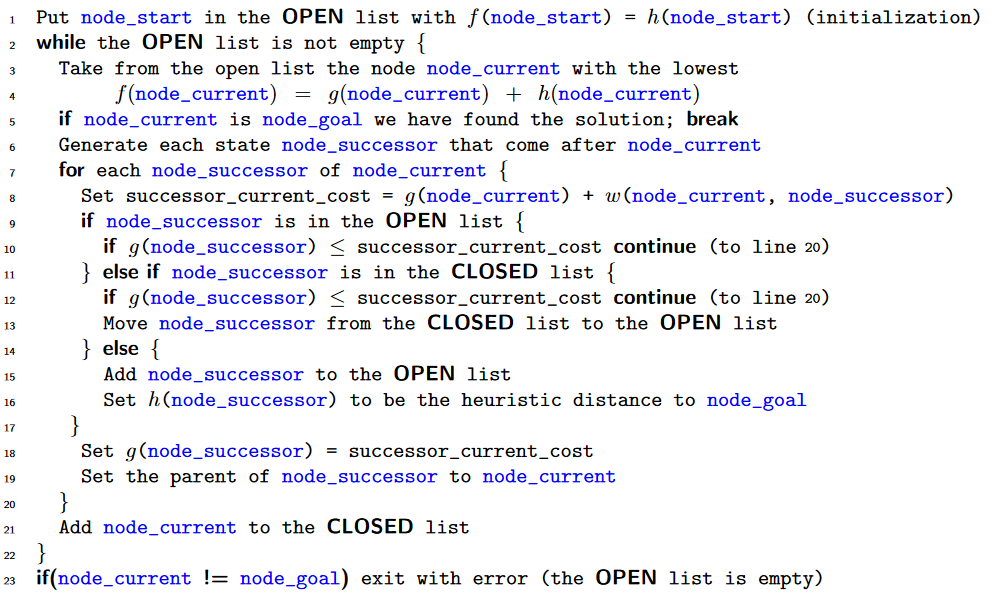 1 Put node_start in the OPEN list with f(node_start) = h(node_start) (initialization)
2 while the OPEN list is not empty {
3 Take from the open list the node node_current with the lowest
4 f(node_current) = g(node_current) + h(node_current)
5 if node_current is node_goal we have found the solution; break
6 Generate each state node_successor that come after node_current
7 for each node_successor of node_current {
8 Set successor_current_cost = g(node_current) + w(node_current, node_successor)
9 if node_successor is in the OPEN list {
10 if g(node_successor) ≤ successor_current_cost continue (to line 20)
11 } else if node_successor is in the CLOSED list {
12 if g(node_successor) ≤ successor_current_cost continue (to line 20)
13 Move node_successor from the CLOSED list to the OPEN list
14 } else {
15 Add node_successor to the OPEN list
16 Set h(node_successor) to be the heuristic distance to node_goal
17 }
18 Set g(node_successor) = successor_current_cost
19 Set the parent of node_successor to node_current
20 }
21 Add node_current to the CLOSED list
22 }
23 if(node_current != node_goal) exit with error (the OPEN list is empty)